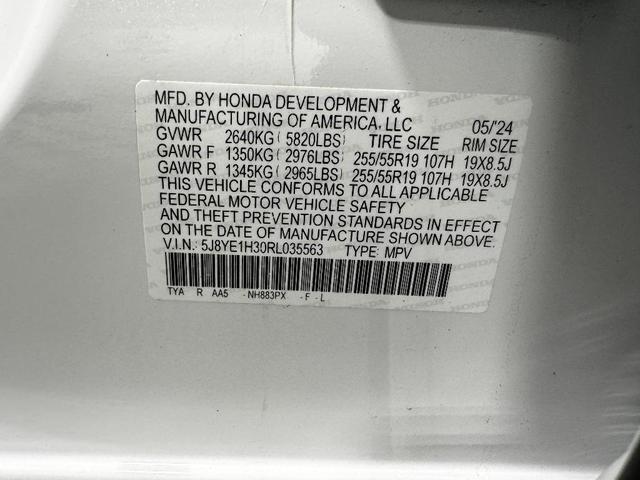 MFD. BY HONDA DEVELOPMENT &
MANUFACTURING OF AMERICA, LLC 05/'24
GVWR 2640KG ( 5820LBS) TIRE SIZE RIM SIZE
GAWR F 1350KG ( 2976LBS) 255/55R19 107H 19X8.5J
GAWR R 1345KG ( 2965LBS) 255/55R19 107H 19X8.5J
THIS VEHICLE CONFORMS TO ALL APPLICABLE
FEDERAL MOTOR VEHICLE SAFETY
AND THEFT PREVENTION STANDARDS IN EFFECT
ON THE DATE OF MANUFACTURE SHOWN ABOVE.
V.I.N.: 5J8YE1H30RL035563 TYPE: MPV
TYA R AA5 - NH883PX - F - L